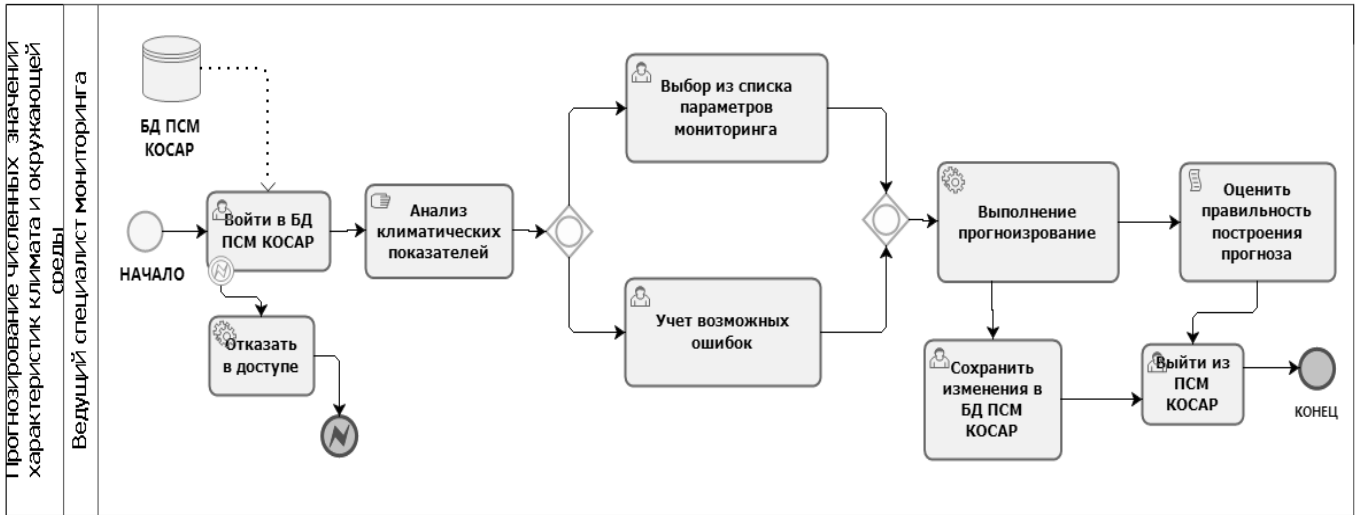 Прогнозирование численных значении
характеристик климата и окружающей
среды
Ведущий специалист мониторинга
БД ПСМ
КОСАР
НАЧАЛО
Войти в БД
ПСМ КОСАР
Отказать
в доступе
Анализ
климатических
показателей
Выбор из списка
параметров
мониторинга
Учет возможных
ошибок
Выполнение
прогноизрование
Оценить
правильность
построения
прогноза
Сохранить
изменения в
БД ПСМ
КОСАР
Выйти из
ПСМ
КОСАР
КОНЕЦ